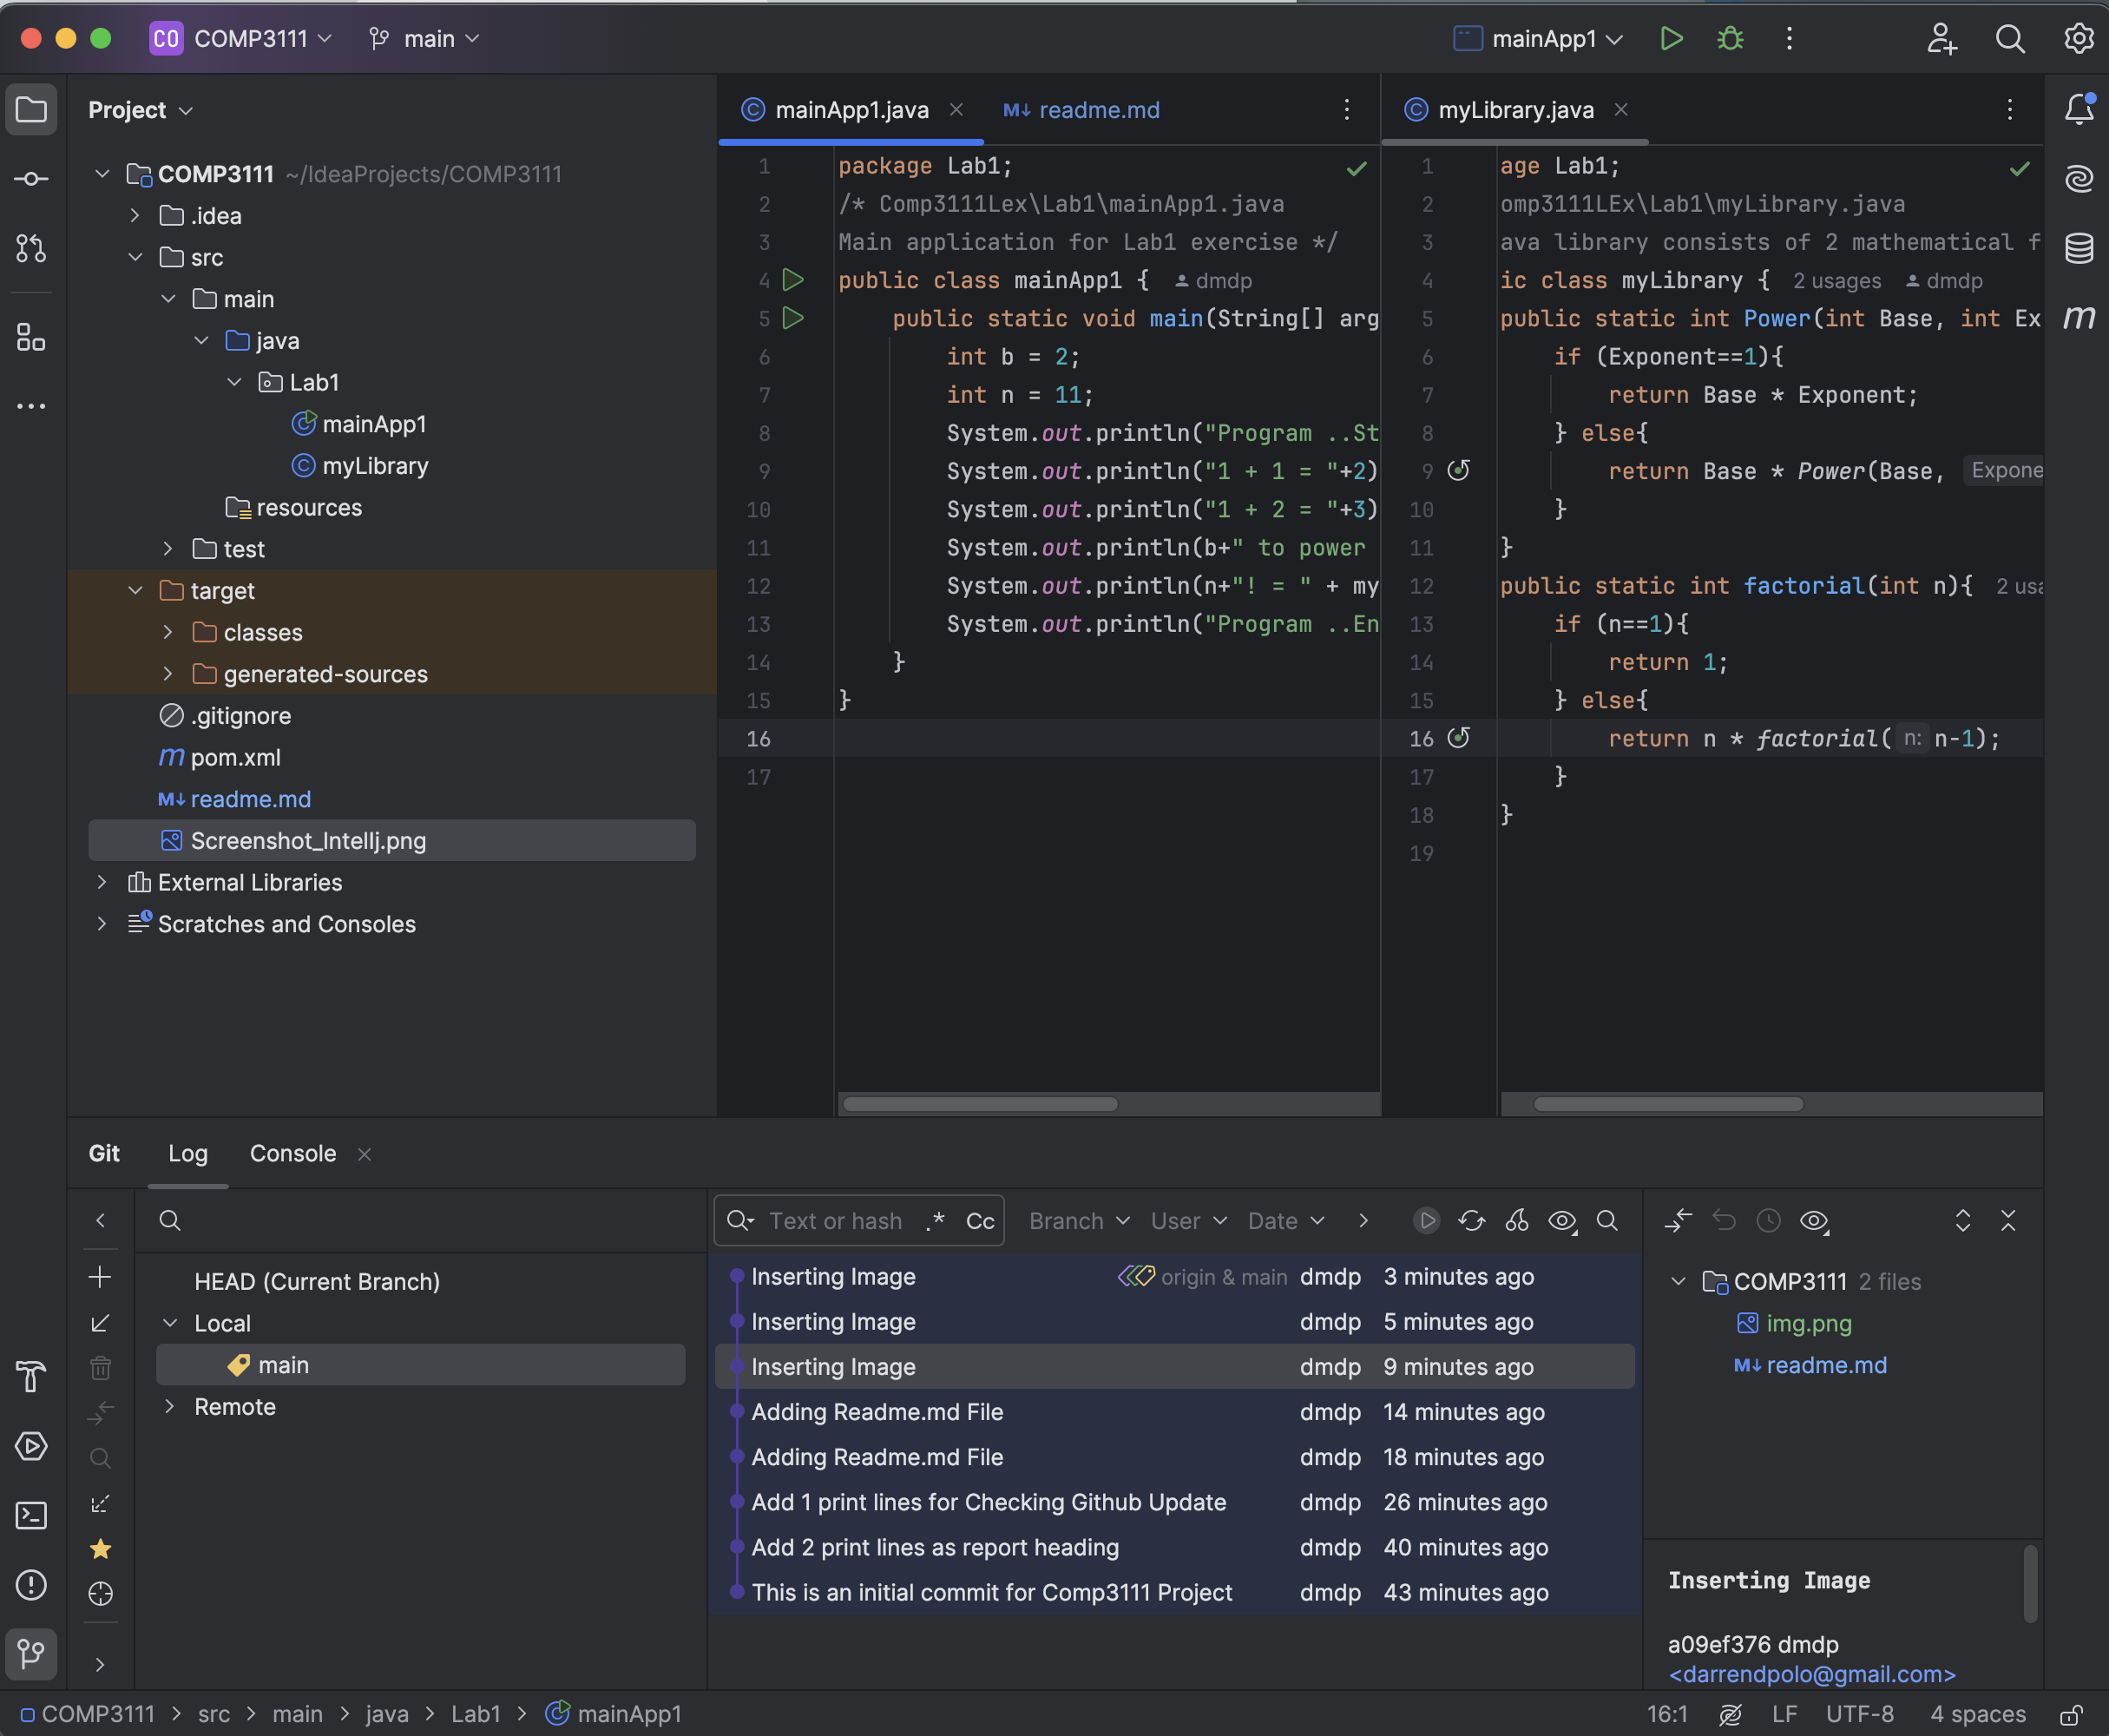 CO COMP3111 main mainApp1
Project
COMP3111 ~/IdeaProjects/COMP3111
.idea
src
main
java
Lab1
mainApp1
myLibrary
resources
test
target
classes
generated-sources
.gitignore
m pom.xml
M↓ readme.md
Screenshot_Intellj.png
External Libraries
Scratches and Consoles
mainApp1.java M↓ readme.md
1 package Lab1;
2 /* Comp3111Lex\Lab1\mainApp1.java
3 Main application for Lab1 exercise */
4 public class mainApp1 { dmdp
5 public static void main(String[] arg
6 int b = 2;
7 int n = 11;
8 System.out.println("Program ..St
9 System.out.println("1 + 1 = "+2)
10 System.out.println("1 + 2 = "+3)
11 System.out.println(b+" to power
12 System.out.println(n+"! = " + my
13 System.out.println("Program ..En
14 }
15 }
16
17
myLibrary.java
1 age Lab1;
2 omp3111LEx\Lab1\myLibrary.java
3 ava library consists of 2 mathematical f
4 ic class myLibrary { 2 usages dmdp
5 public static int Power(int Base, int Ex
6 if (Exponent==1){
7 return Base * Exponent;
8 } else{
9 return Base * Power(Base, Expone
10 }
11 }
12 public static int factorial(int n){ 2 usa
13 if (n==1){
14 return 1;
15 } else{
16 return n * factorial( n: n-1);
17 }
18 }
19
m
Git Log Console
HEAD (Current Branch)
Local
main
Remote
Text or hash .* Cc Branch User Date
Inserting Image origin & main dmdp 3 minutes ago
Inserting Image dmdp 5 minutes ago
Inserting Image dmdp 9 minutes ago
Adding Readme.md File dmdp 14 minutes ago
Adding Readme.md File dmdp 18 minutes ago
Add 1 print lines for Checking Github Update dmdp 26 minutes ago
Add 2 print lines as report heading dmdp 40 minutes ago
This is an initial commit for Comp3111 Project dmdp 43 minutes ago
COMP3111 2 files
img.png
M↓ readme.md
Inserting Image
a09ef376 dmdp
<darrendpolo@gmail.com>
COMP3111 > src > main > java > Lab1 > mainApp1 16:1 LF UTF-8 4 spaces